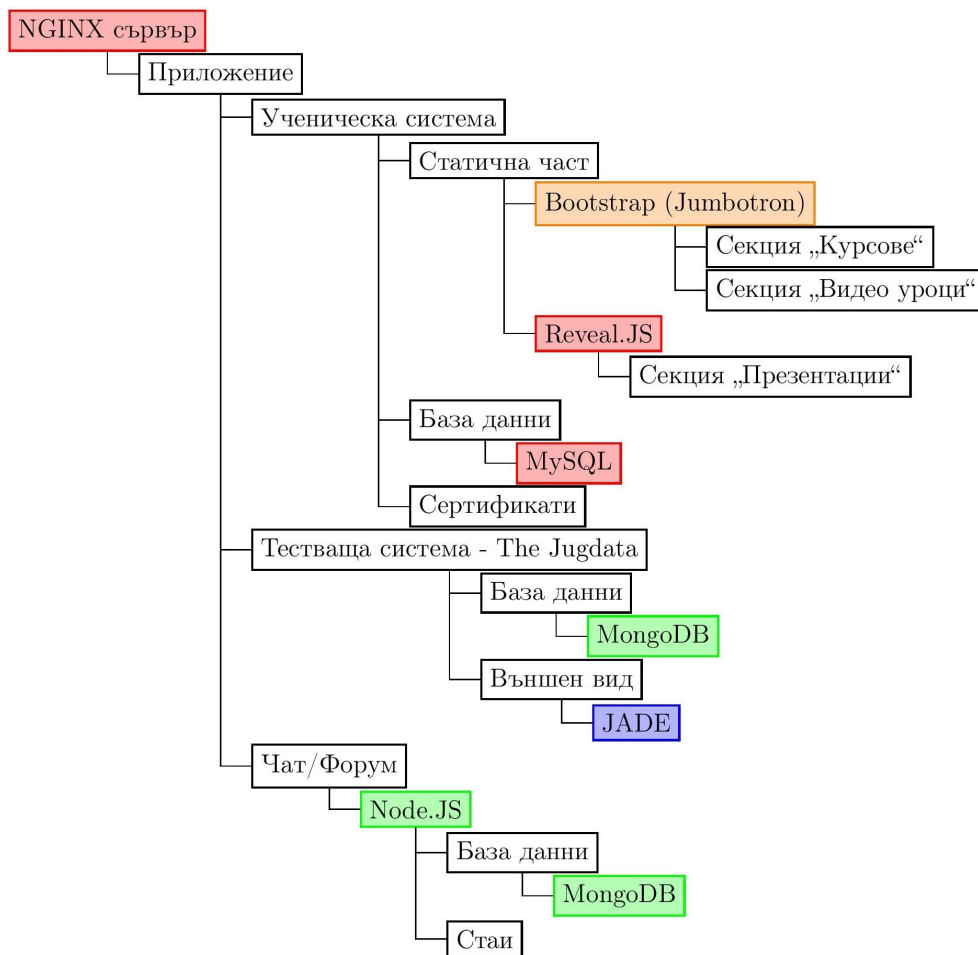 NGINX сървър
Приложение
Ученическа система
Статична част
Bootstrap (Jumbotron)
Секция „Курсове“
Секция „Видео уроци“
Reveal.JS
Секция „Презентации“
База данни
MySQL
Сертификати
Тестваща система - The Jugdata
База данни
MongoDB
Външен вид
JADE
Чат/Форум
Node.JS
База данни
MongoDB
Стаи